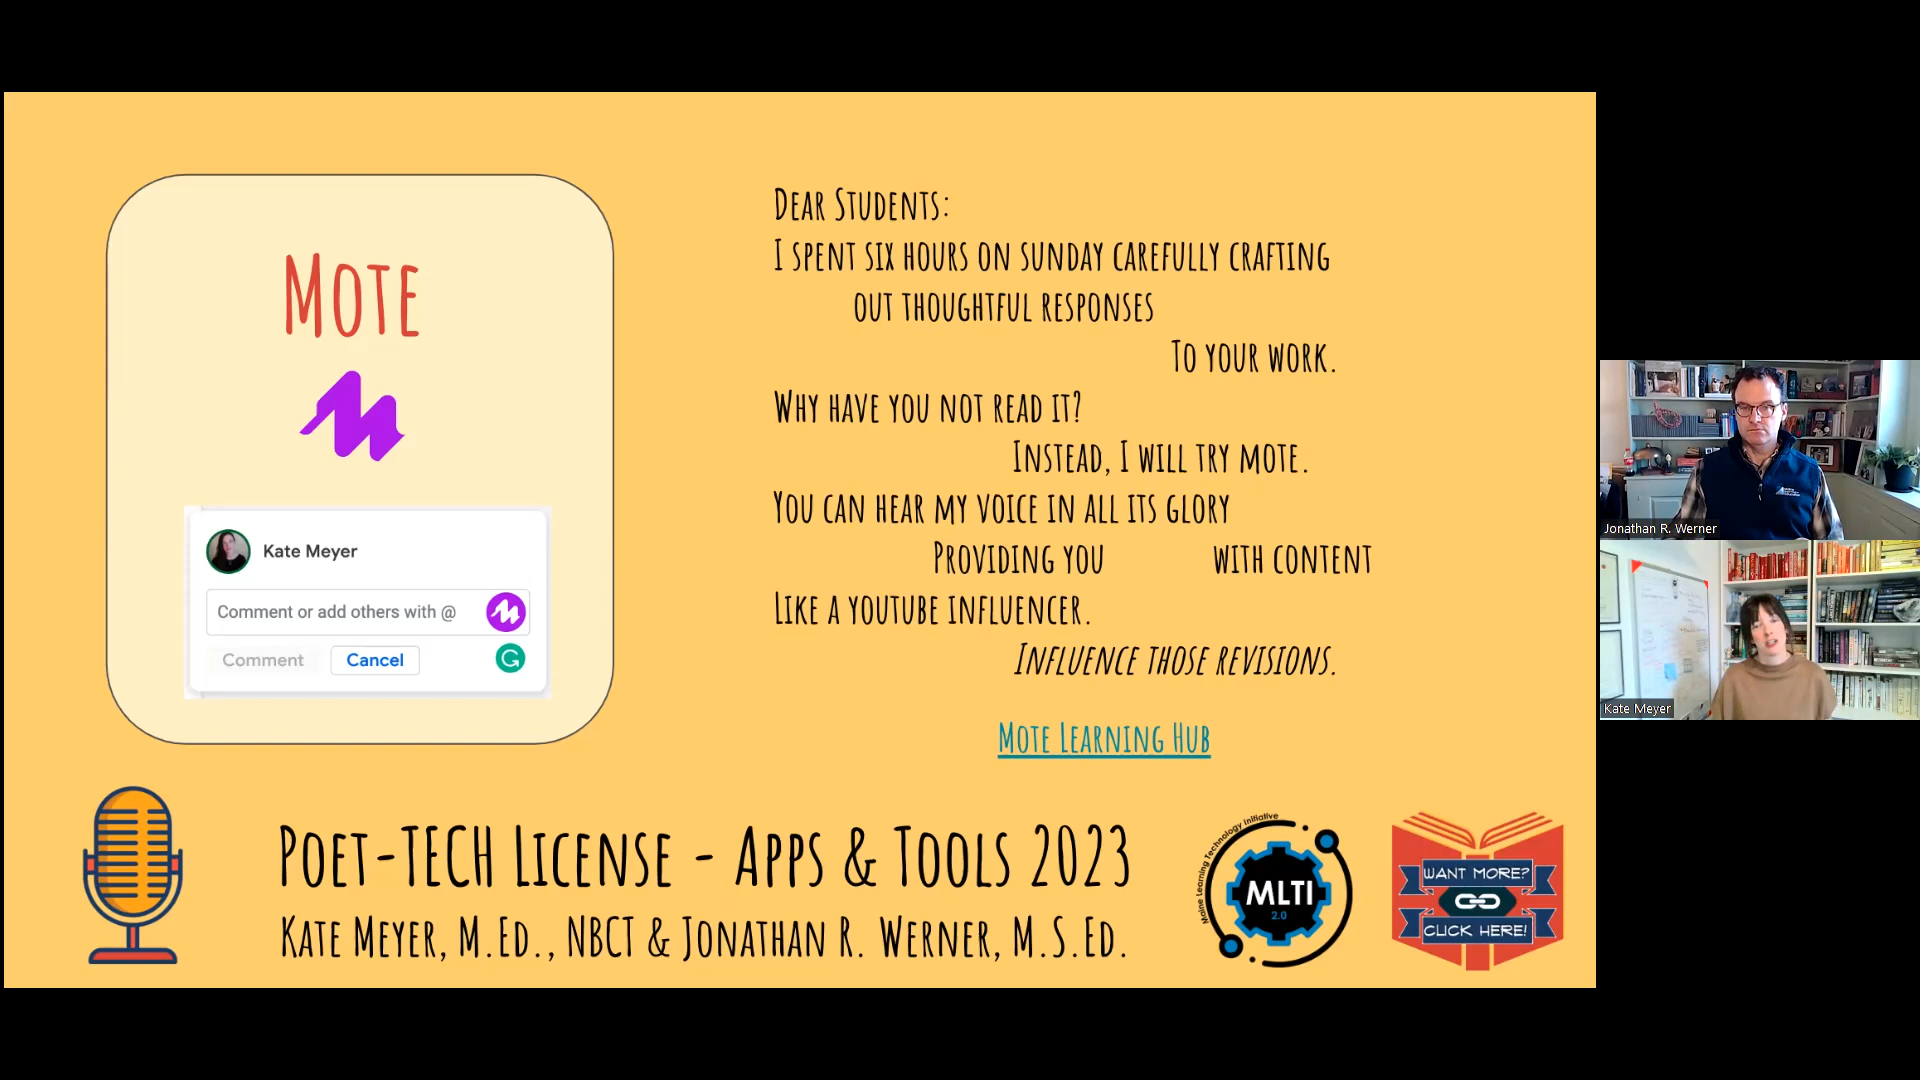 Mote
Kate Meyer
Comment or add others with @
Comment
Cancel
Dear Students:
I spent six hours on Sunday carefully crafting
out thoughtful responses
To your work.
Why have you not read it?
Instead, I will try mote.
You can hear my voice in all its glory
Providing you with content
Like a youtube influencer.
Influence those revisions.
Mote Learning Hub
Poet-TECH License - Apps & Tools 2023
Kate Meyer, M.Ed., NBCT & Jonathan R. Werner, M.S.Ed.
Maine Learning Technology Initiative
MLTI
2.0
WANT MORE?
CLICK HERE!
Jonathan R. Werner
Kate Meyer